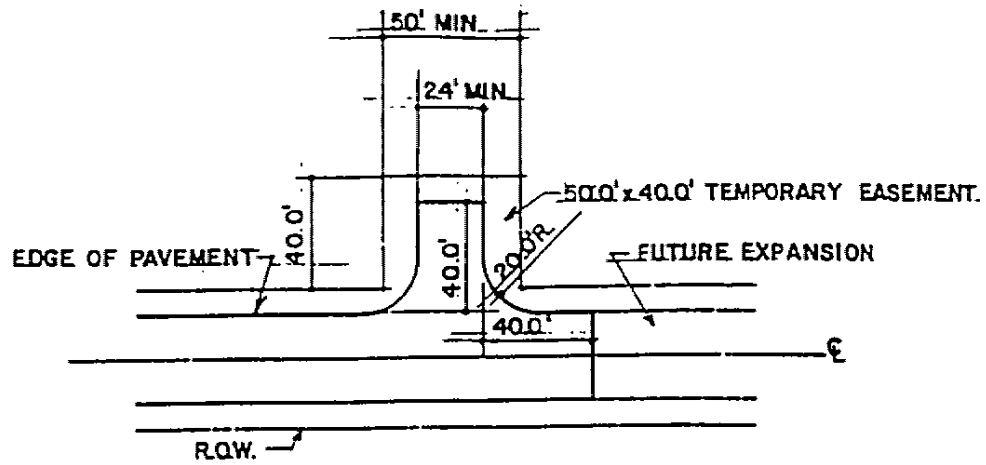 50' MIN.
24' MIN.
50.0' x 40.0' TEMPORARY EASEMENT.
40.0'
EDGE OF PAVEMENT
40.0'
20.0'R.
FUTURE EXPANSION
40.0'
℄
R.O.W.